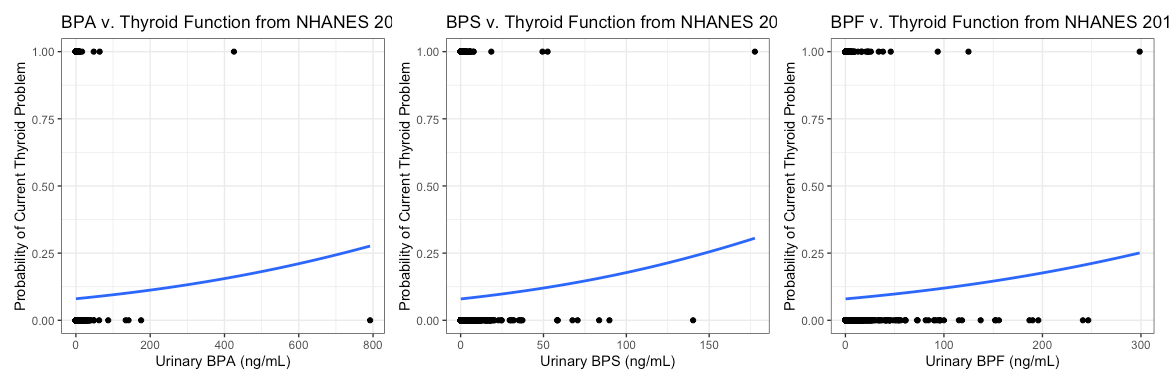 BPA v. Thyroid Function from NHANES 20
Probability of Current Thyroid Problem
1.00
0.75
0.50
0.25
0.00
0 200 400 600 800
Urinary BPA (ng/mL)
BPS v. Thyroid Function from NHANES 20
Probability of Current Thyroid Problem
1.00
0.75
0.50
0.25
0.00
0 50 100 150
Urinary BPS (ng/mL)
BPF v. Thyroid Function from NHANES 201
Probability of Current Thyroid Problem
1.00
0.75
0.50
0.25
0.00
0 100 200 300
Urinary BPF (ng/mL)